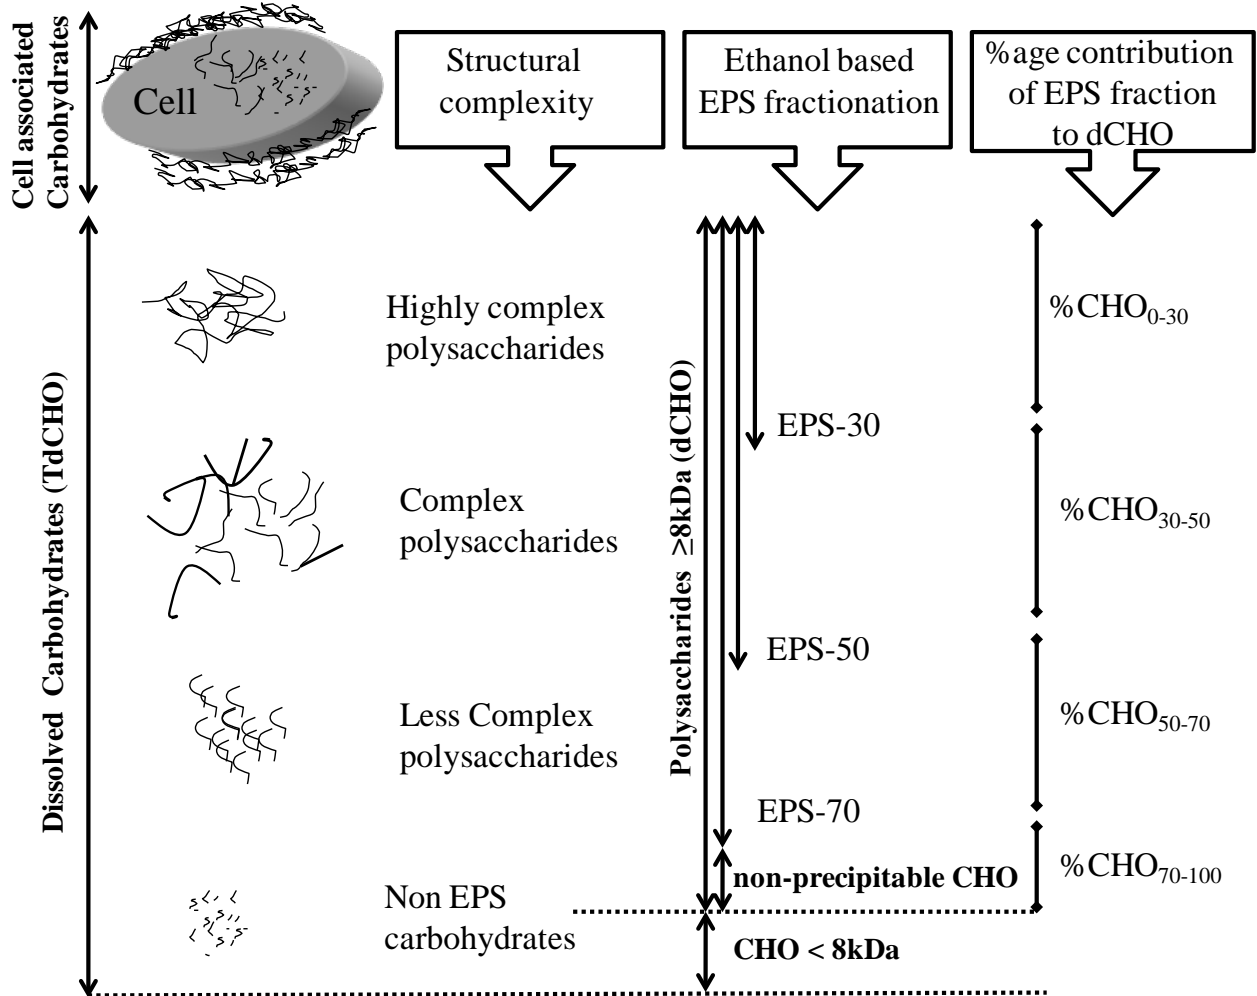 Cell associated
Carbohydrates
Cell
Structural
complexity
Ethanol based
EPS fractionation
%age contribution
of EPS fraction
to dCHO
Dissolved Carbohydrates (TdCHO)
Highly complex
polysaccharides
Complex
polysaccharides
Less Complex
polysaccharides
Non EPS
carbohydrates
Polysaccharides ≥8kDa (dCHO)
EPS-30
EPS-50
EPS-70
non-precipitable CHO
CHO < 8kDa
%CHO0-30
%CHO30-50
%CHO50-70
%CHO70-100